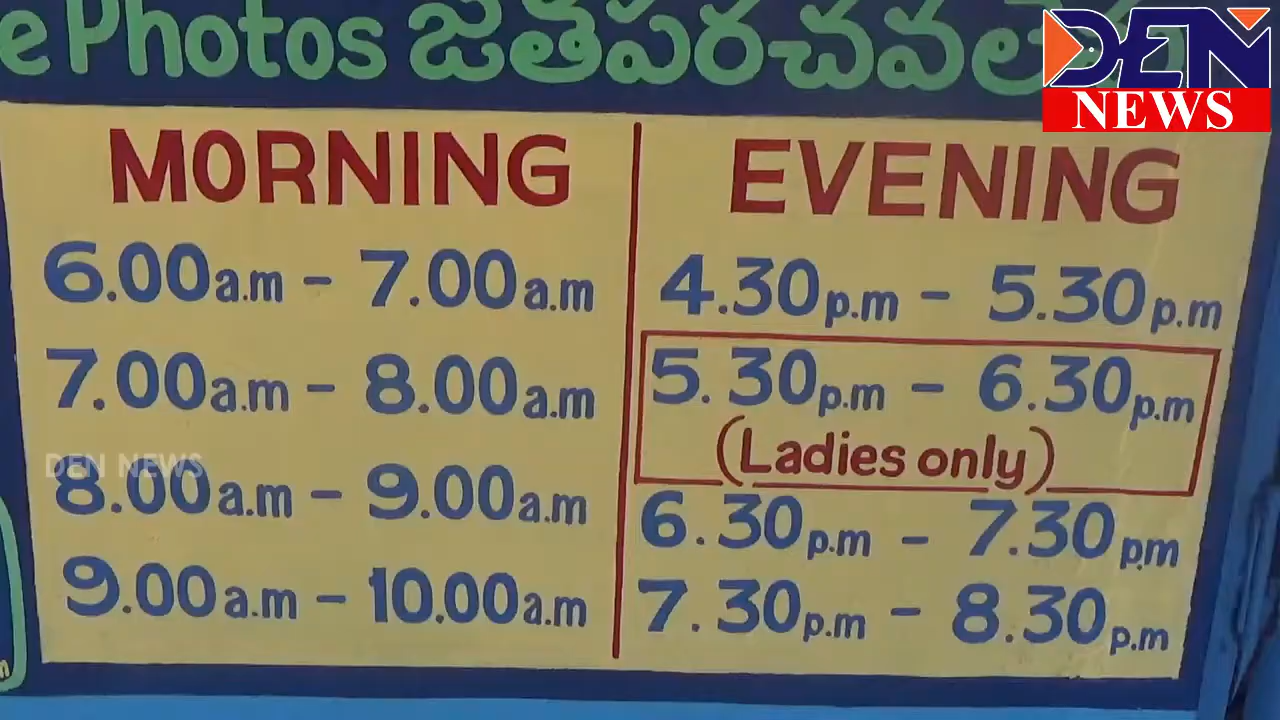 e Photos జతపరచవలె
DEN
NEWS
MORNING
6.00a.m - 7.00a.m
7.00a.m - 8.00a.m
8.00a.m - 9.00a.m
9.00a.m - 10.00a.m
EVENING
4.30p.m - 5.30p.m
5.30p.m - 6.30p.m
(Ladies only)
6.30p.m - 7.30pm
7.30p.m - 8.30p.m
DEN NEWS